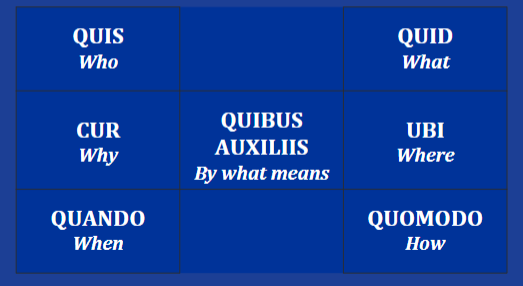 QUIS
Who
QUID
What
CUR
Why
QUIBUS
AUXILIIS
By what means
UBI
Where
QUANDO
When
QUOMODO
How